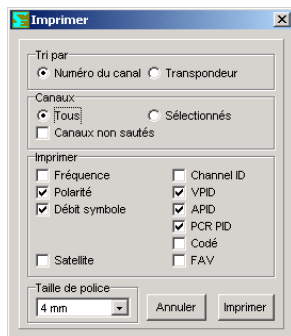 Imprimer
Tri par
Numéro du canal Transpondeur
Canaux
Tous Sélectionnés
Canaux non sautés
Imprimer
Fréquence Channel ID
Polarité VPID
Débit symbole APID
PCR PID
Codé
Satellite FAV
Taille de police
4 mm Annuler Imprimer